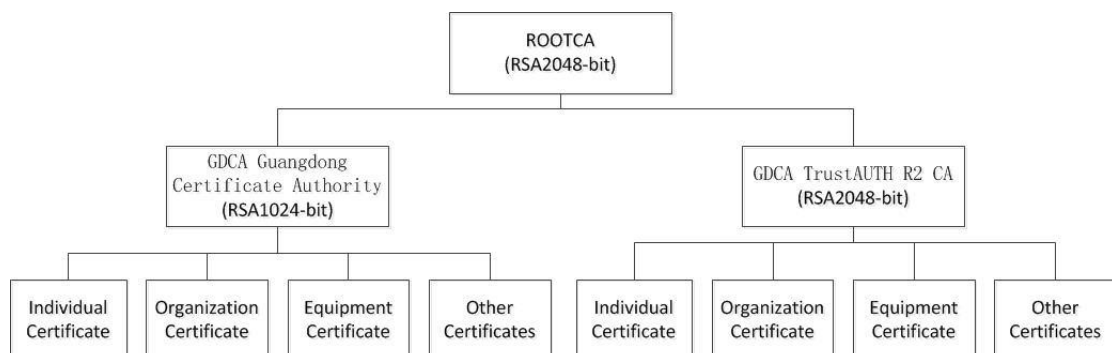 ROOTCA
(RSA2048-bit)
GDCA Guangdong
Certificate Authority
(RSA1024-bit)
GDCA TrustAUTH R2 CA
(RSA2048-bit)
Individual
Certificate
Organization
Certificate
Equipment
Certificate
Other
Certificates
Individual
Certificate
Organization
Certificate
Equipment
Certificate
Other
Certificates